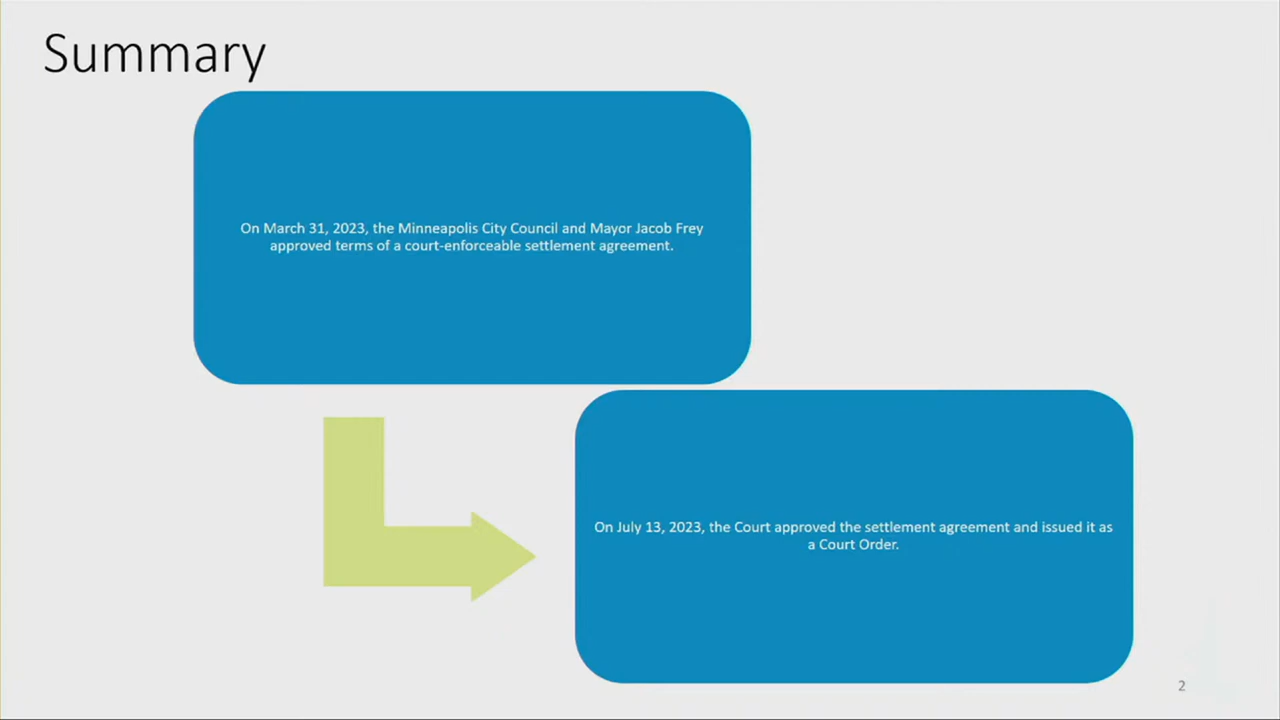 Summary
On March 31, 2023, the Minneapolis City Council and Mayor Jacob Frey
approved terms of a court-enforceable settlement agreement.
On July 13, 2023, the Court approved the settlement agreement and issued it as
a Court Order.
2